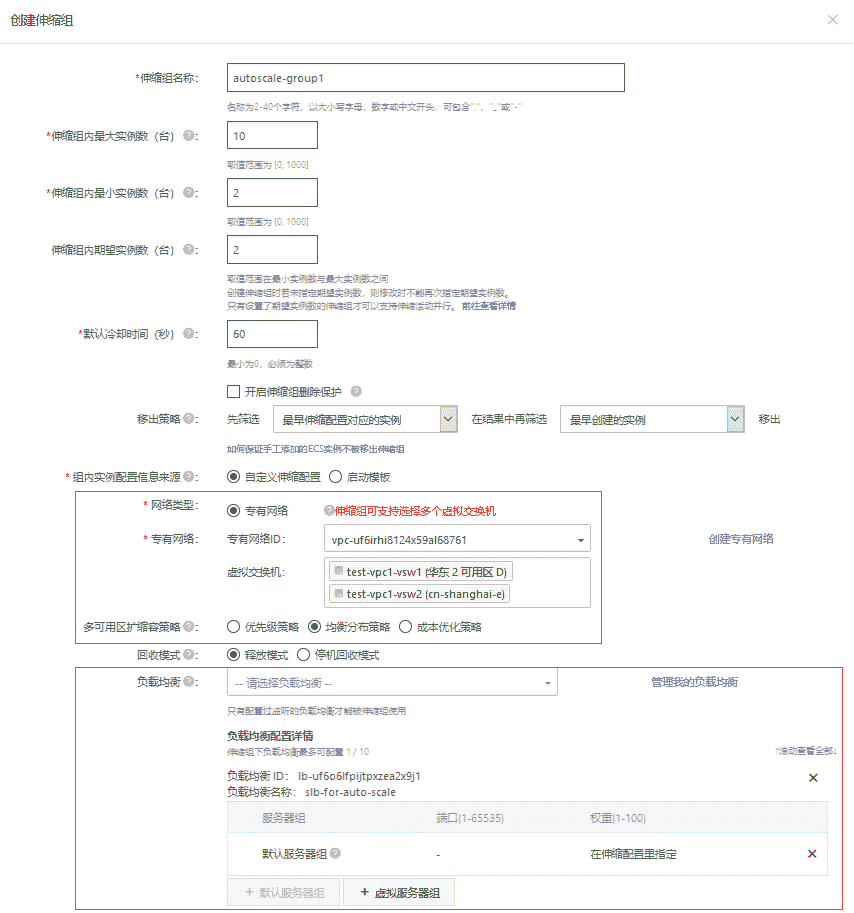 创建伸缩组
*伸缩组名称： autoscale-group1
名称为2-40个字符，以大小写字母，数字或中文开头，可包含"."，"_"或"-"
*伸缩组内最大实例数（台） ： 10
取值范围为 [0, 1000]
*伸缩组内最小实例数（台） ： 2
取值范围为 [0, 1000]
伸缩组内期望实例数（台） ： 2
取值范围在最小实例数与最大实例数之间
创建伸缩组时若未指定期望实例数，则修改时不能再次指定期望实例数。
只有设置了期望实例数的伸缩组才可以支持伸缩活动并行。 前往查看详情
*默认冷却时间（秒） ： 60
最小为0，必须为整数
开启伸缩组删除保护
移出策略 ： 先筛选 最早伸缩配置对应的实例 在结果中再筛选 最早创建的实例 移出
如何保证手工添加的ECS实例不被移出伸缩组
* 组内实例配置信息来源 ： 自定义伸缩配置 启动模板
* 网络类型： 专有网络 伸缩组可支持选择多个虚拟交换机
* 专有网络： 专有网络ID： vpc-uf6irhi8124x59al68761 创建专有网络
虚拟交换机： test-vpc1-vsw1 (华东 2 可用区 D)
test-vpc1-vsw2 (cn-shanghai-e)
多可用区扩缩容策略 ： 优先级策略 均衡分布策略 成本优化策略
回收模式 ： 释放模式 停机回收模式
负载均衡 ： -- 请选择负载均衡 -- 管理我的负载均衡
只有配置过监听的负载均衡才能被伸缩组使用
负载均衡配置详情
伸缩组下负载均衡最多可配置 1 / 10 ↑滚动查看全部↓
负载均衡 ID： lb-uf6o6lfpijtpxzea2x9j1
负载均衡名称： slb-for-auto-scale
服务器组 端口(1-65535) 权重(1-100)
默认服务器组 - 在伸缩配置里指定
+ 默认服务器组 + 虚拟服务器组